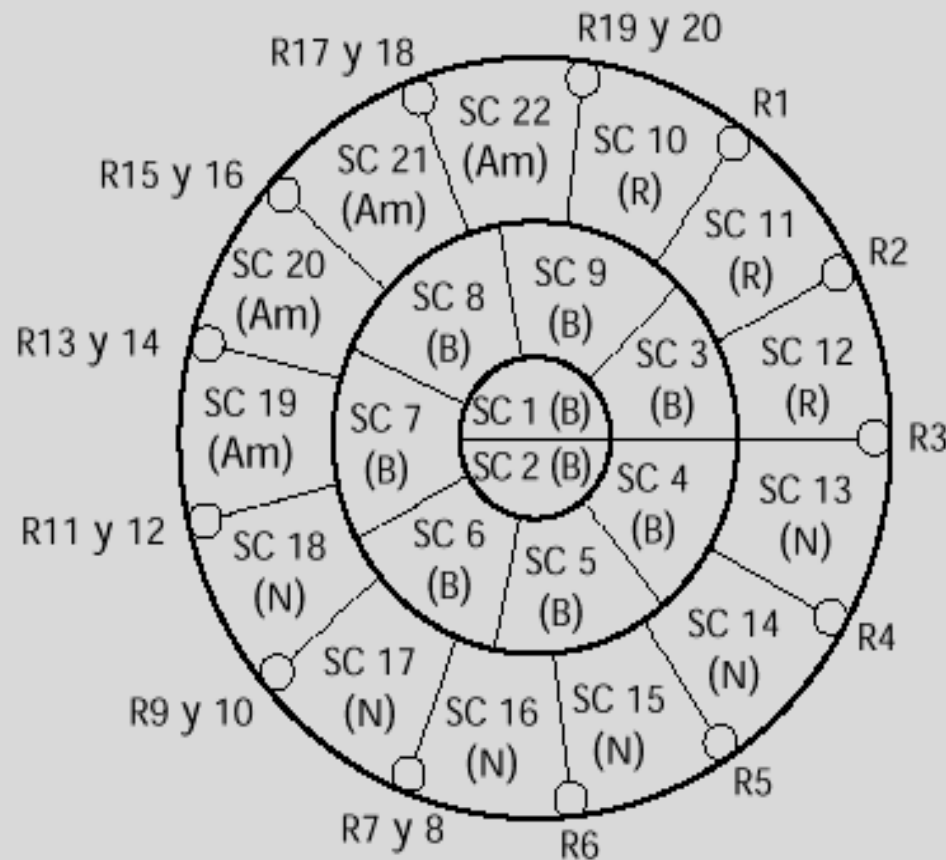 R19 y 20
R17 y 18
R1
SC 22
(Am)
SC 10
(R)
SC 21
(Am)
R15 y 16
SC 11
(R)
R2
SC 20
(Am)
SC 9
(B)
SC 8
(B)
R13 y 14
SC 3
(B)
SC 12
(R)
SC 19
(Am)
SC 7
(B)
SC 1 (B)
R3
SC 2 (B)
SC 4
(B)
SC 13
(N)
R11 y 12
SC 18
(N)
SC 6
(B)
SC 5
(B)
SC 14
(N)
R4
SC 17
(N)
R9 y 10
SC 16
(N)
SC 15
(N)
R5
R7 y 8
R6